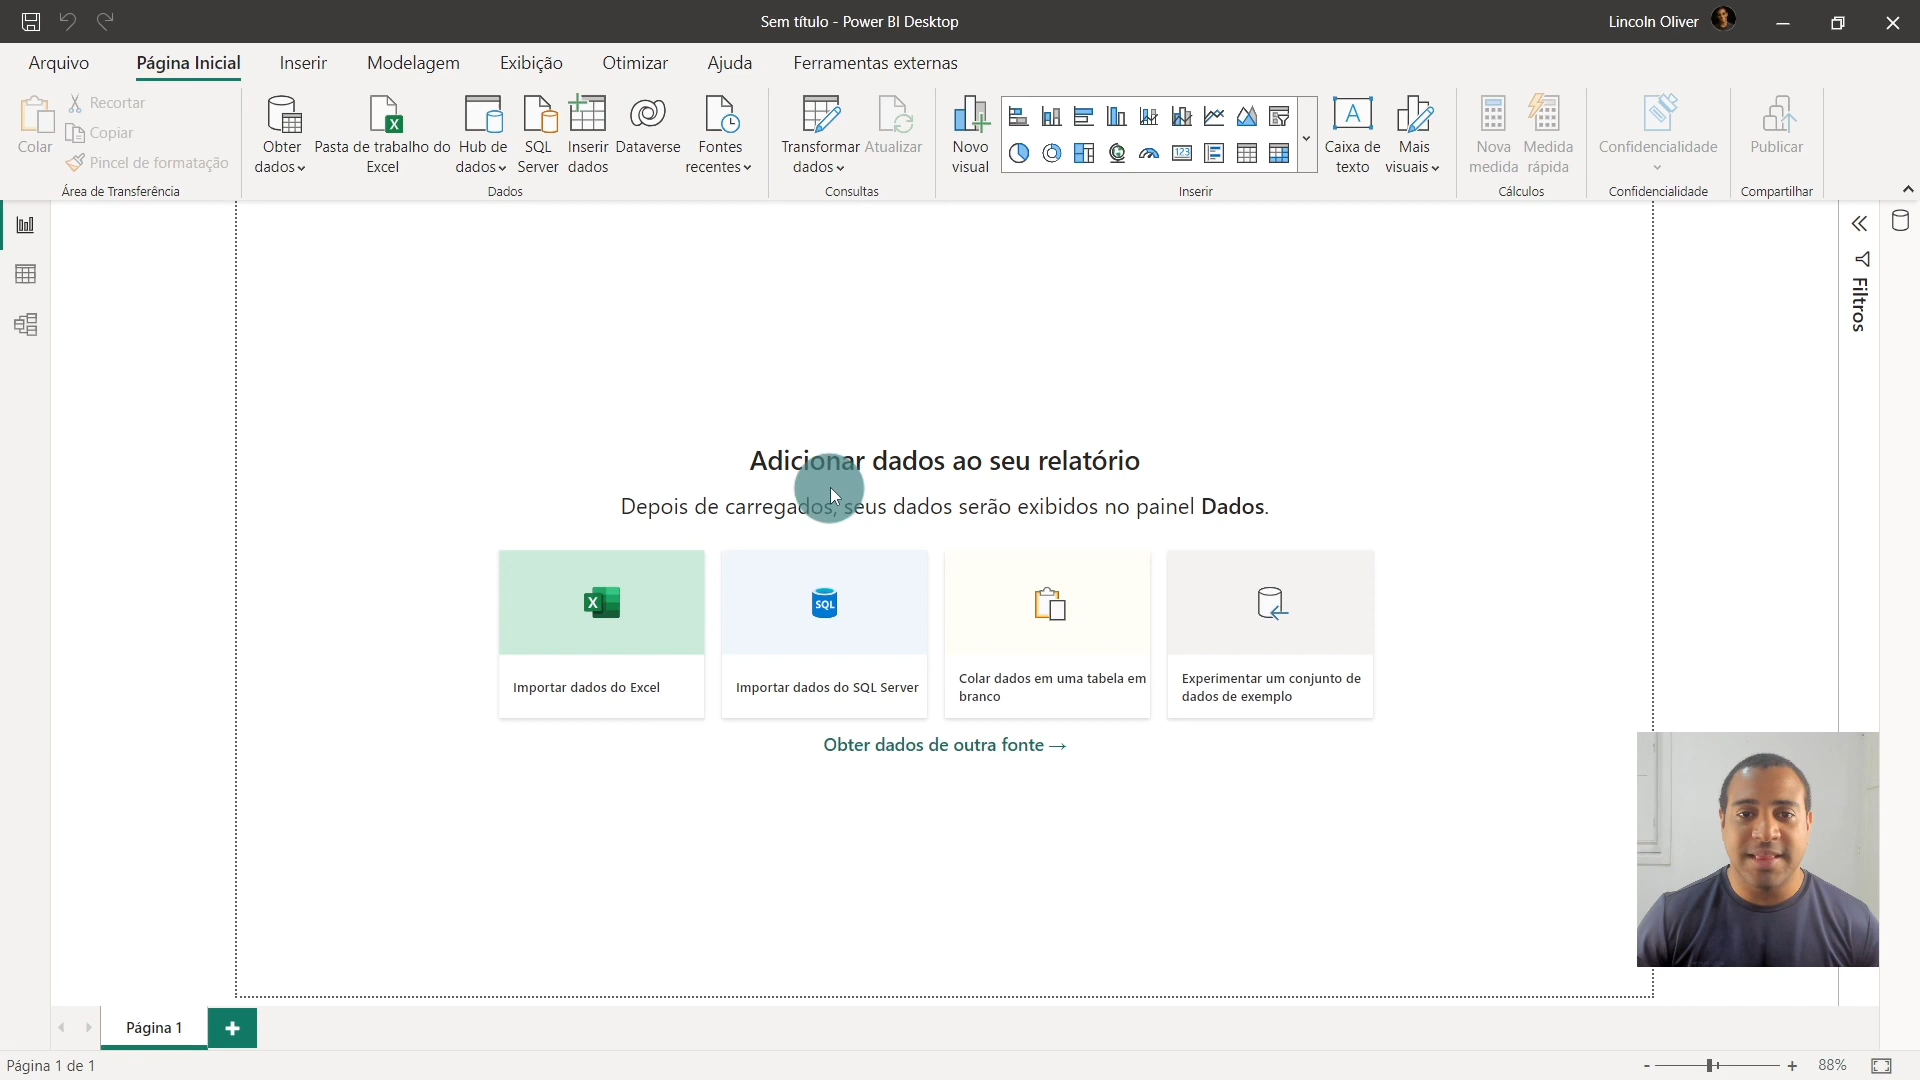 Sem título - Power BI Desktop
Lincoln Oliver
Arquivo
Página Inicial
Inserir
Modelagem
Exibição
Otimizar
Ajuda
Ferramentas externas
Colar
Recortar
Copiar
Pincel de formatação
Área de Transferência
Obter
dados
Pasta de trabalho do
Excel
Hub de
dados
SQL
Server
Inserir
dados
Dataverse
Fontes
recentes
Dados
Transformar
dados
Atualizar
Consultas
Novo
visual
123
Inserir
A
Caixa de
texto
Mais
visuais
Nova
medida
Medida
rápida
Cálculos
Confidencialidade
Confidencialidade
Publicar
Compartilhar
Filtros
Adicionar dados ao seu relatório
Depois de carregados, seus dados serão exibidos no painel Dados.
X
SQL
Importar dados do Excel
Importar dados do SQL Server
Colar dados em uma tabela em
branco
Experimentar um conjunto de
dados de exemplo
Obter dados de outra fonte →
Página 1
+
Página 1 de 1
- + 88%